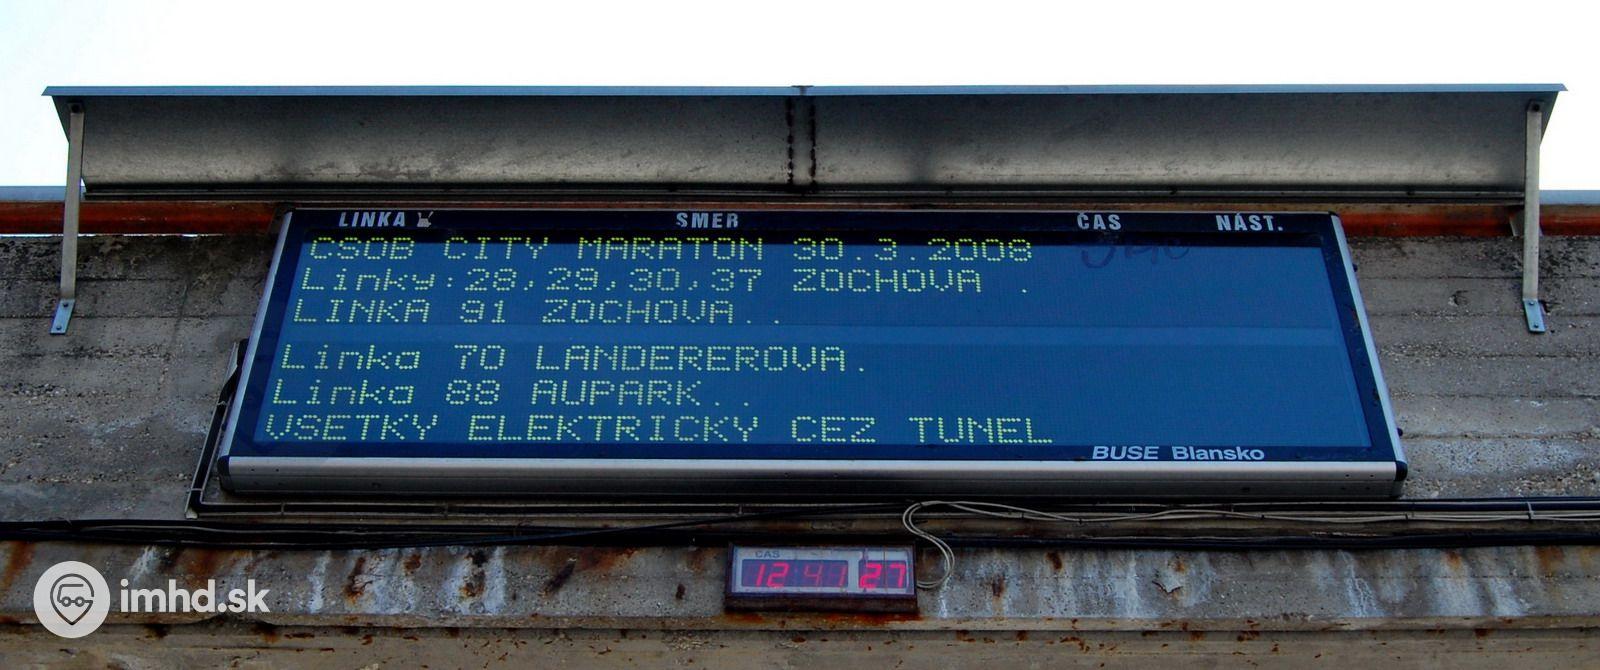 LINKA SMER ČAS NÁST.
CSOB CITY MARATON 30.3.2008
Linky:28,29,30,37 ZOCHOVA .
LINKA 91 ZOCHOVA..
Linka 70 LANDEREROVA.
Linka 88 AUPARK..
VSETKY ELEKTRICKY CEZ TUNEL
BUSE Blansko
ČAS
12:41 27
imhd.sk